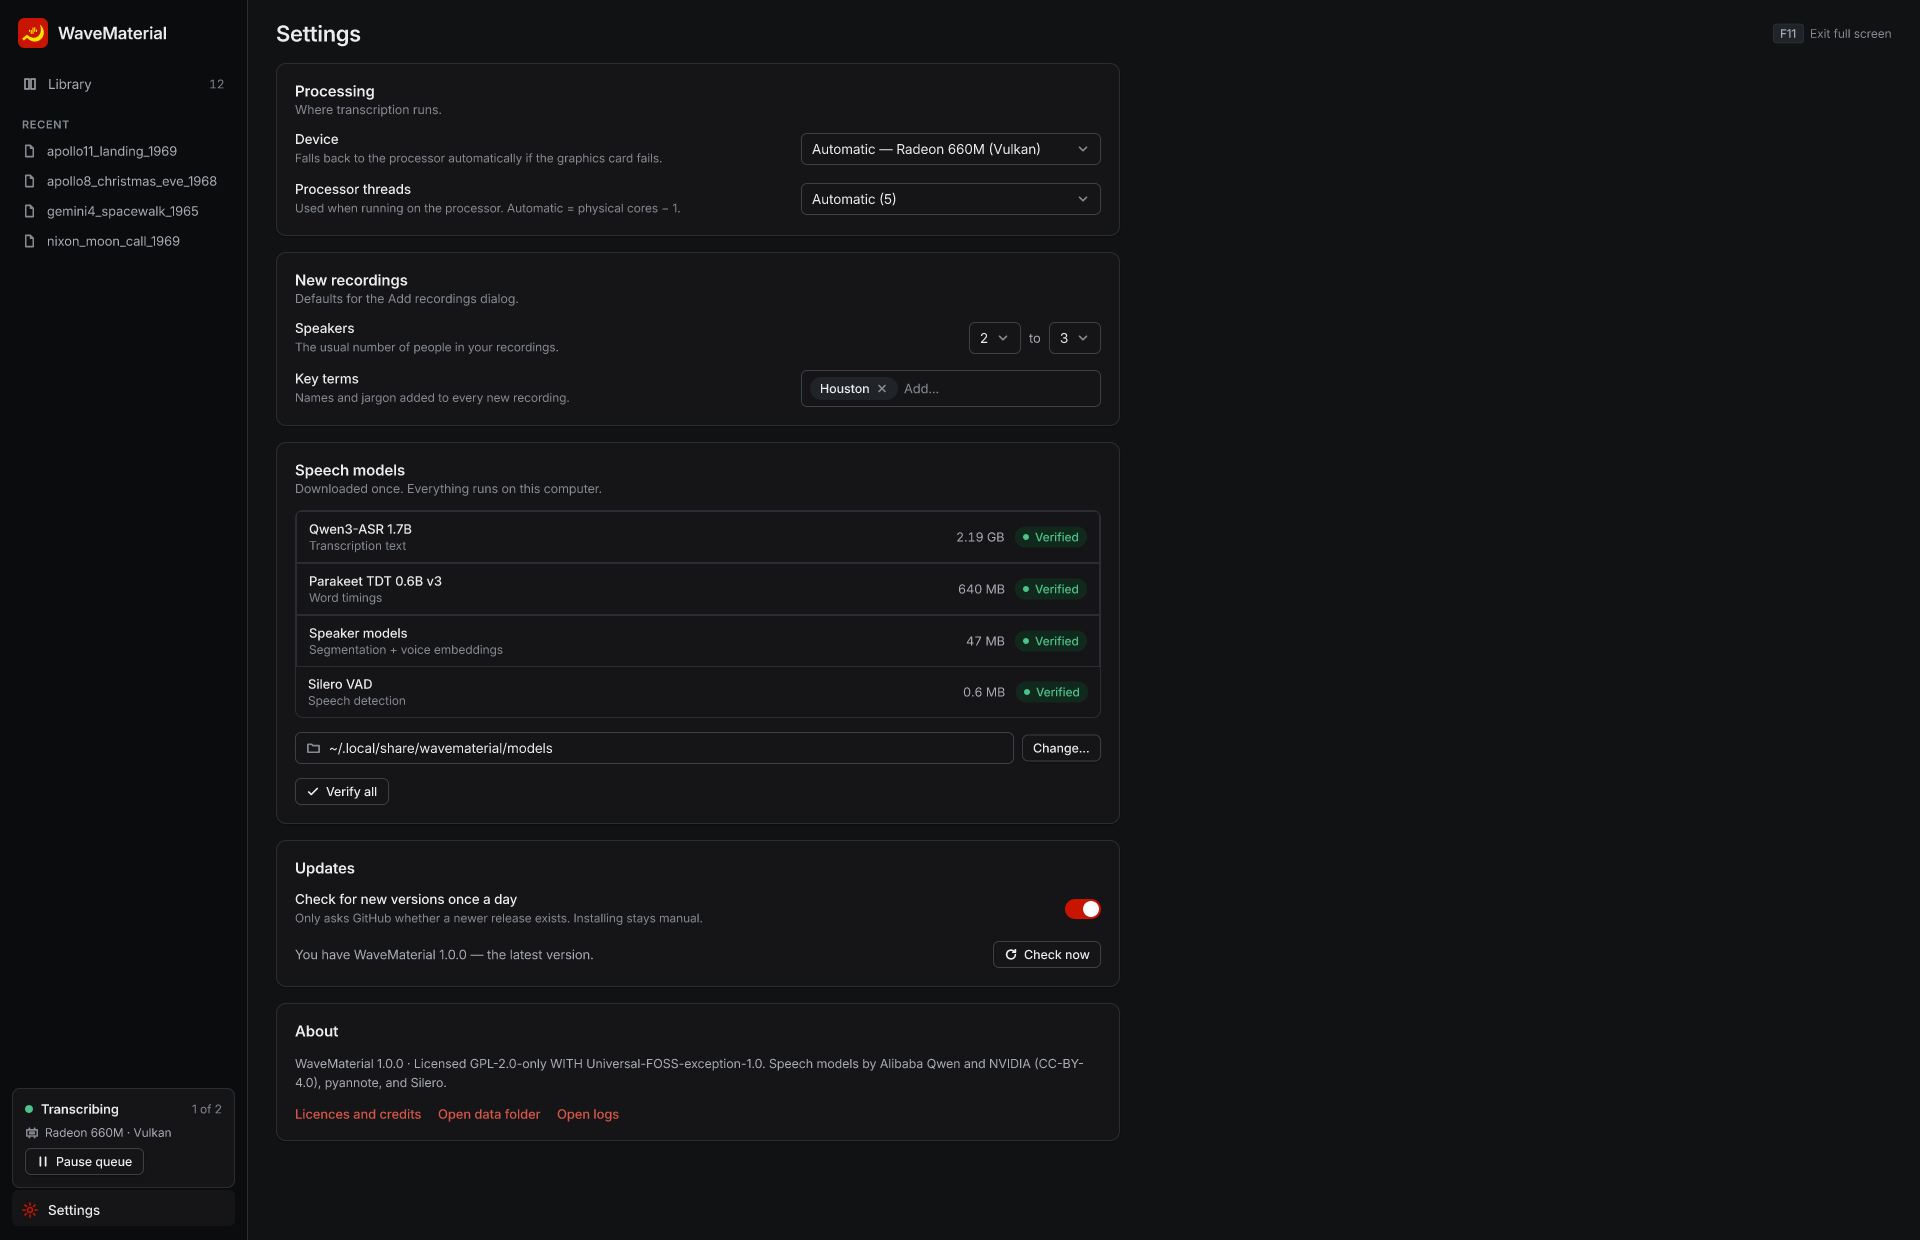 WaveMaterial
Library 12
RECENT
apollo11_landing_1969
apollo8_christmas_eve_1968
gemini4_spacewalk_1965
nixon_moon_call_1969
Transcribing 1 of 2
Radeon 660M · Vulkan
Pause queue
Settings
Settings
F11 Exit full screen
Processing
Where transcription runs.
Device
Falls back to the processor automatically if the graphics card fails.
Automatic — Radeon 660M (Vulkan)
Processor threads
Used when running on the processor. Automatic = physical cores − 1.
Automatic (5)
New recordings
Defaults for the Add recordings dialog.
Speakers
The usual number of people in your recordings.
2 to 3
Key terms
Names and jargon added to every new recording.
Houston Add...
Speech models
Downloaded once. Everything runs on this computer.
Qwen3-ASR 1.7B
Transcription text
2.19 GB Verified
Parakeet TDT 0.6B v3
Word timings
640 MB Verified
Speaker models
Segmentation + voice embeddings
47 MB Verified
Silero VAD
Speech detection
0.6 MB Verified
~/.local/share/wavematerial/models
Change...
Verify all
Updates
Check for new versions once a day
Only asks GitHub whether a newer release exists. Installing stays manual.
You have WaveMaterial 1.0.0 — the latest version.
Check now
About
WaveMaterial 1.0.0 · Licensed GPL-2.0-only WITH Universal-FOSS-exception-1.0. Speech models by Alibaba Qwen and NVIDIA (CC-BY-
4.0), pyannote, and Silero.
Licences and credits Open data folder Open logs